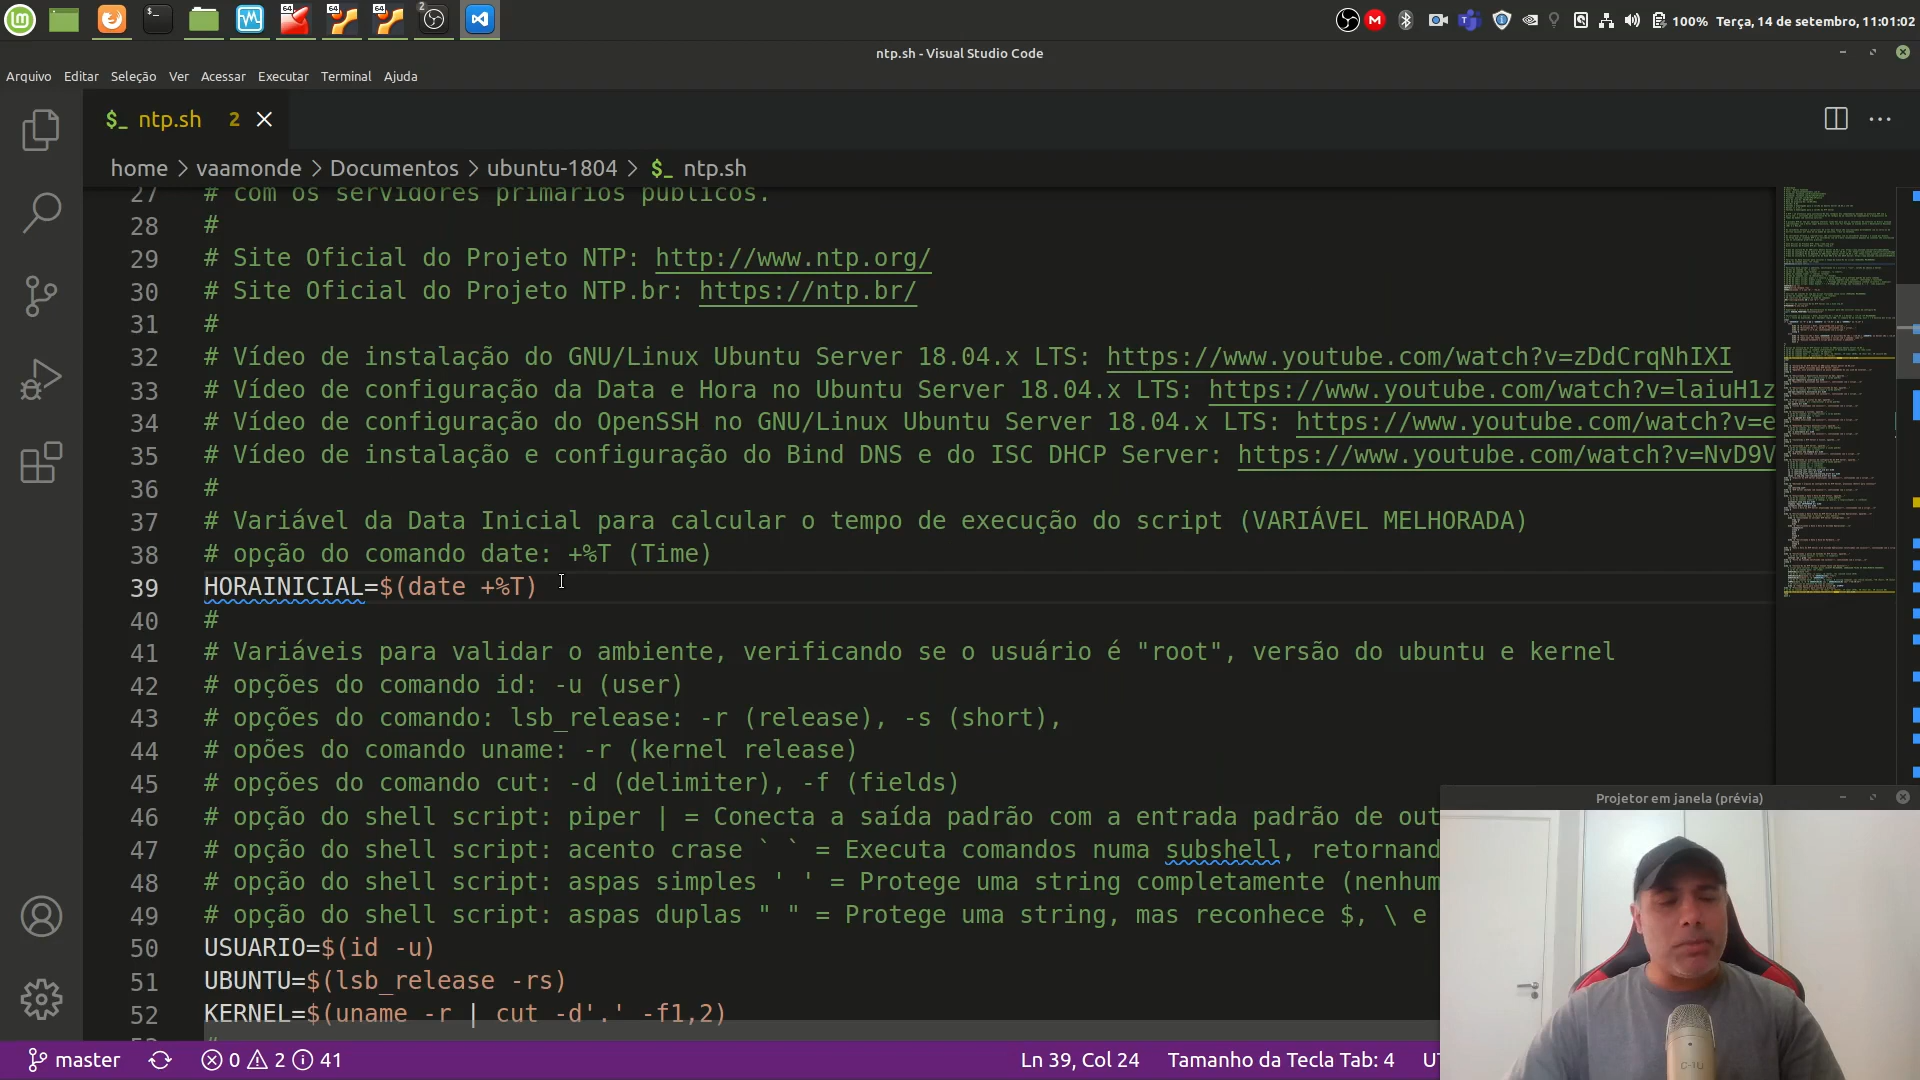 64
64
64
2
M
100% Terça, 14 de setembro, 11:01:02
ntp.sh - Visual Studio Code
Arquivo Editar Seleção Ver Acessar Executar Terminal Ajuda
$_ ntp.sh 2
home > vaamonde > Documentos > ubuntu-1804 > $_ ntp.sh
27 # com os servidores primários públicos.
28 #
29 # Site Oficial do Projeto NTP: http://www.ntp.org/
30 # Site Oficial do Projeto NTP.br: https://ntp.br/
31 #
32 # Vídeo de instalação do GNU/Linux Ubuntu Server 18.04.x LTS: https://www.youtube.com/watch?v=zDdCrqNhIXI
33 # Vídeo de configuração da Data e Hora no Ubuntu Server 18.04.x LTS: https://www.youtube.com/watch?v=laiuH1z
34 # Vídeo de configuração do OpenSSH no GNU/Linux Ubuntu Server 18.04.x LTS: https://www.youtube.com/watch?v=e
35 # Vídeo de instalação e configuração do Bind DNS e do ISC DHCP Server: https://www.youtube.com/watch?v=NvD9V
36 #
37 # Variável da Data Inicial para calcular o tempo de execução do script (VARIÁVEL MELHORADA)
38 # opção do comando date: +%T (Time)
39 HORAINICIAL=$(date +%T)
40 #
41 # Variáveis para validar o ambiente, verificando se o usuário é "root", versão do ubuntu e kernel
42 # opções do comando id: -u (user)
43 # opções do comando: lsb_release: -r (release), -s (short),
44 # opões do comando uname: -r (kernel release)
45 # opções do comando cut: -d (delimiter), -f (fields)
46 # opção do shell script: piper | = Conecta a saída padrão com a entrada padrão de out
47 # opção do shell script: acento crase ` ` = Executa comandos numa subshell, retornand
48 # opção do shell script: aspas simples ' ' = Protege uma string completamente (nenhum
49 # opção do shell script: aspas duplas " " = Protege uma string, mas reconhece $, \ e
50 USUARIO=$(id -u)
51 UBUNTU=$(lsb_release -rs)
52 KERNEL=$(uname -r | cut -d'.' -f1,2)
Projetor em janela (prévia)
master 0 2 41
Ln 39, Col 24 Tamanho da Tecla Tab: 4